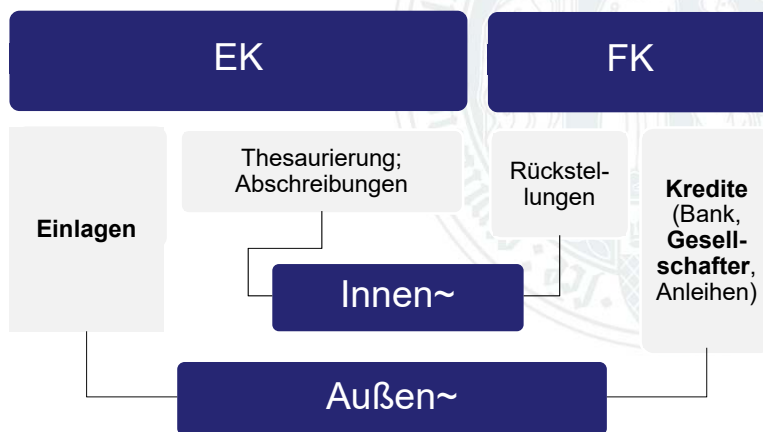 EK
FK
Einlagen
Thesaurierung;
Abschreibungen
Rückstel-
lungen
Kredite
(Bank,
Gesell-
schafter,
Anleihen)
Innen~
Außen~